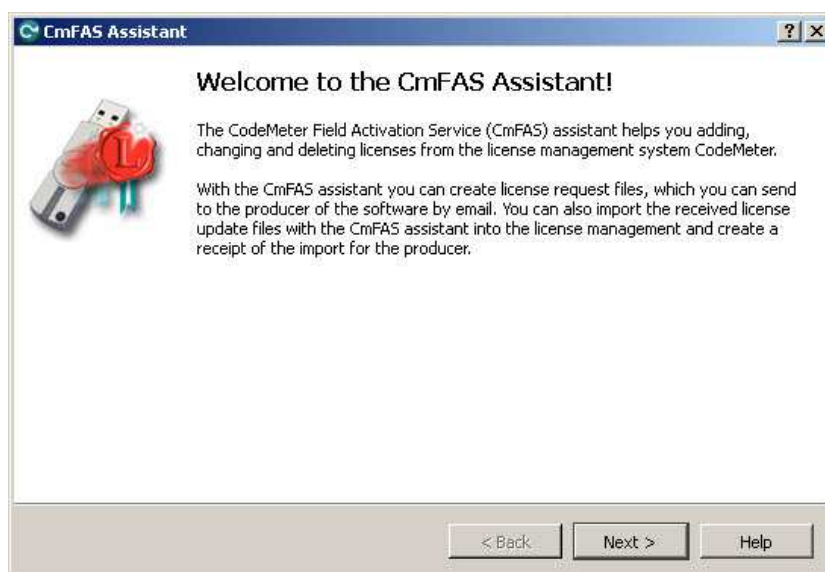 CmFAS Assistant
Welcome to the CmFAS Assistant!
The CodeMeter Field Activation Service (CmFAS) assistant helps you adding,
changing and deleting licenses from the license management system CodeMeter.
With the CmFAS assistant you can create license request files, which you can send
to the producer of the software by email. You can also import the received license
update files with the CmFAS assistant into the license management and create a
receipt of the import for the producer.
L
< Back Next > Help